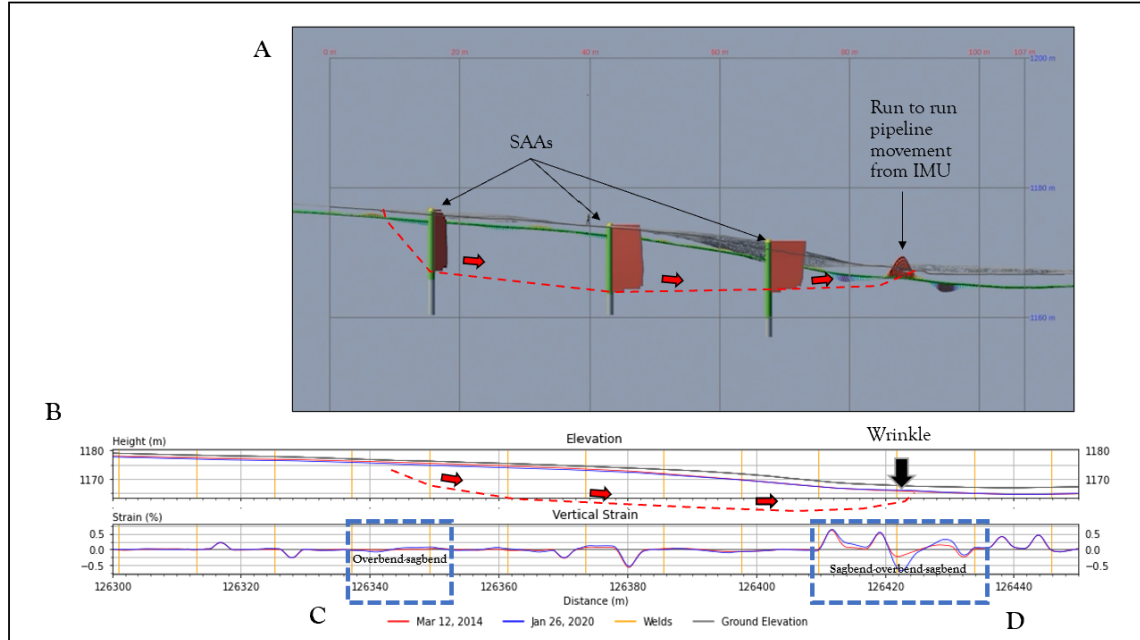 A
0 m 20 m 40 m 60 m 80 m 100 m 107 m
1200 m
SAAs
Run to run
pipeline
movement
from IMU
1180 m
1160 m
B
Wrinkle
Height (m) Elevation
1180 1180
1170 1170
Strain (%) Vertical Strain
0.5 0.5
0.0 0.0
−0.5 −0.5
Overbend-sagbend Sagbend-overbend-sagbend
126300 126320 126340 126360 126380 126400 126420 126440
Distance (m)
C D
Mar 12, 2014 Jan 26, 2020 Welds Ground Elevation